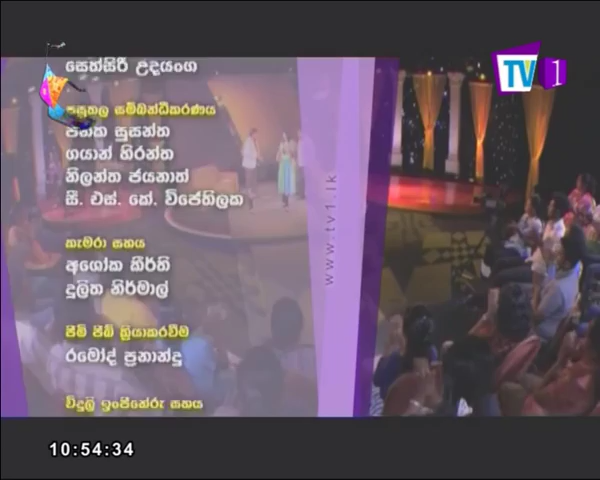 සෙත්සිරි උදයංග
TV 1
පසුතල සම්බන්ධීකරණය
ජනක සුසන්ත
ගයාන් හිරන්ත
නිලන්ත ජයනාත්
සී. එස්. කේ. විජේතිලක
www.tv1.lk
කැමරා සහය
අශෝක කීර්ති
දූලිත නිර්මාල්
ජිමි ජිබ් ක්‍රියාකරවීම
රමෝද් ප්‍රනාන්දු
විදුලි ඉංජිනේරු සහය
10:54:34